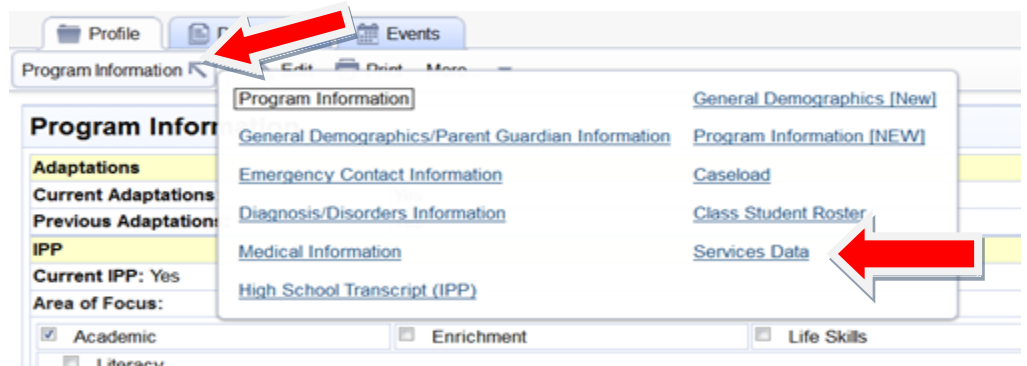 Profile Events
Program Information Edit Print More
Program Information General Demographics [New]
Program Inform
General Demographics/Parent Guardian Information Program Information [NEW]
Adaptations
Emergency Contact Information Caseload
Current Adaptations
Diagnosis/Disorders Information Class Student Roster
Previous Adaptations
IPP
Medical Information Services Data
Current IPP: Yes
High School Transcript (IPP)
Area of Focus:
Academic Enrichment Life Skills
Literacy